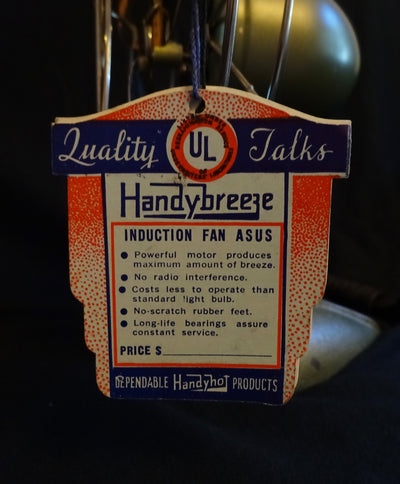 Quality UL Talks
Handybreeze
INDUCTION FAN ASUS
● Powerful motor produces
maximum amount of breeze.
● No radio interference.
● Costs less to operate than
standard light bulb.
● No-scratch rubber feet.
● Long-life bearings assure
constant service.
PRICE $
DEPENDABLE Handyhot PRODUCTS